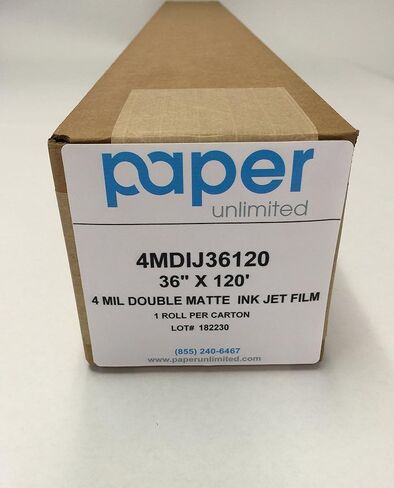 paper
unlimited
4MDIJ36120
36" X 120'
4 MIL DOUBLE MATTE INK JET FILM
1 ROLL PER CARTON
LOT# 182230
(855) 240-6467
www.paperunlimited.com